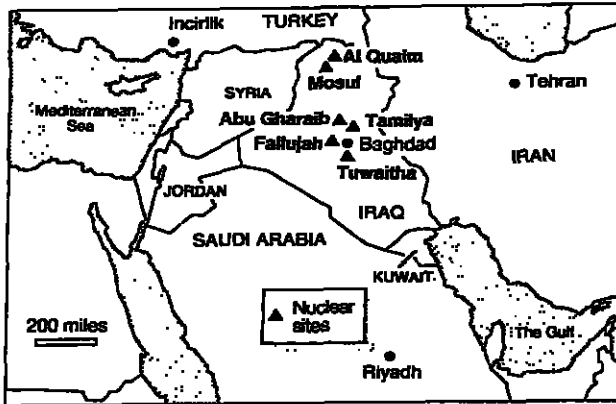 Incirlik
TURKEY
Al Quaim
Mosuf
Tehran
SYRIA
Mediterranean
Sea
Abu Gharaib
Tamilya
Fallujah
Baghdad
IRAN
Tuwaitha
JORDAN
IRAQ
SAUDI ARABIA
KUWAIT
Nuclear
sites
200 miles
The Gulf
Riyadh